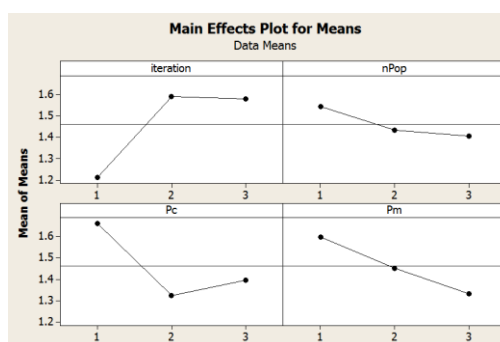 Main Effects Plot for Means
Data Means
iteration nPop
Mean of Means
1.6
1.5
1.4
1.3
1.2
1 2 3 1 2 3
Pc Pm
1.6
1.5
1.4
1.3
1.2
1 2 3 1 2 3